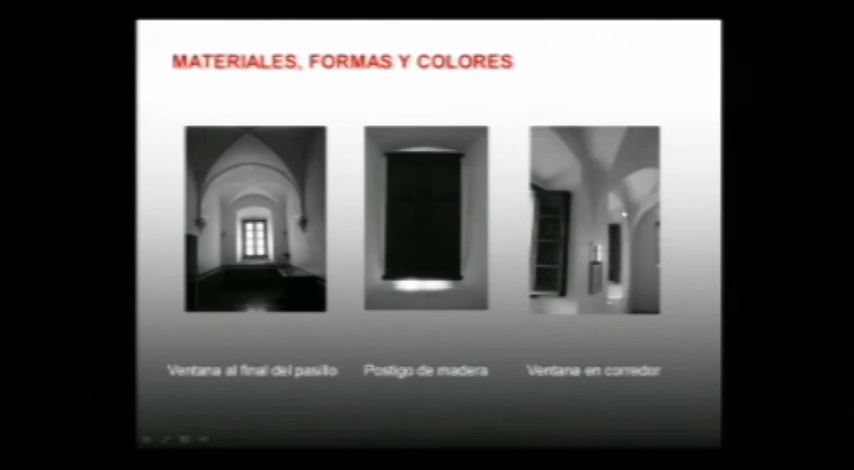 MATERIALES, FORMAS Y COLORES
Ventana al final del pasillo
Postigo de madera
Ventana en corredor